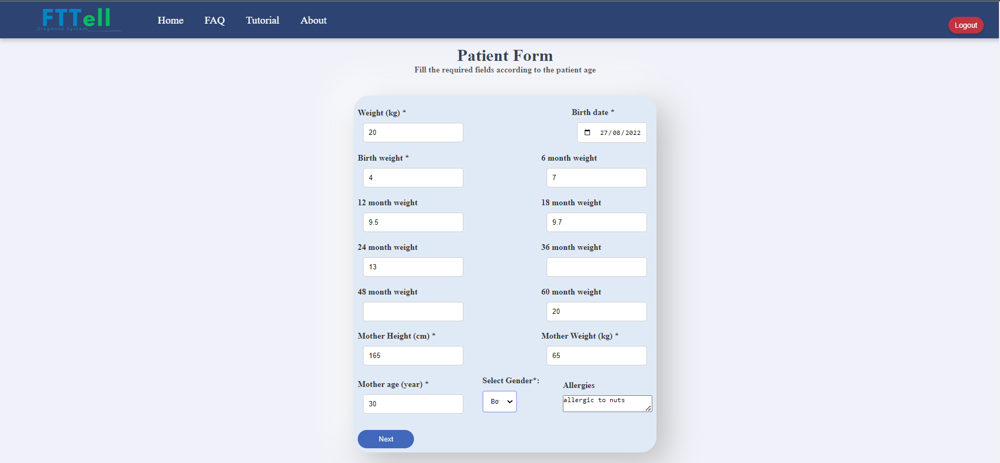 FTTell
Diagnose System
Home FAQ Tutorial About
Logout
Patient Form
Fill the required fields according to the patient age
Weight (kg) * Birth date *
20 27/08/2022
Birth weight * 6 month weight
4 7
12 month weight 18 month weight
9.5 9.7
24 month weight 36 month weight
13
48 month weight 60 month weight
20
Mother Height (cm) * Mother Weight (kg) *
165 65
Mother age (year) * Select Gender*: Allergies
30 Bo allergic to nuts
Next